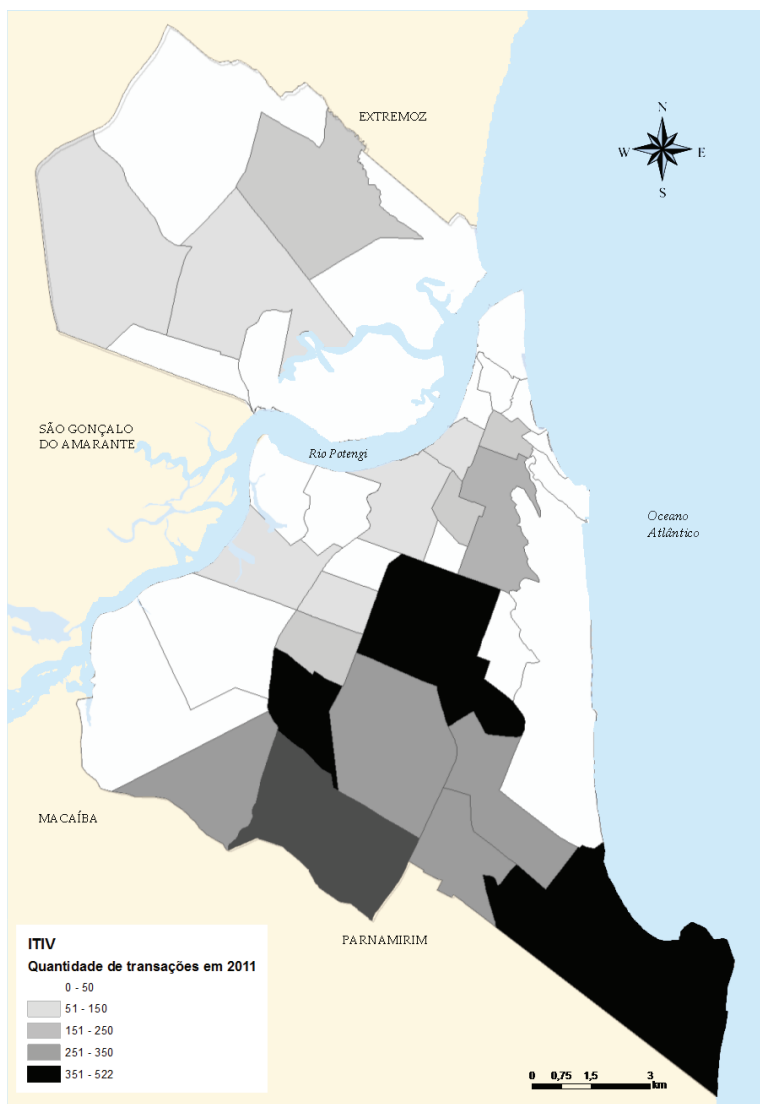 EXTREMOZ
N
W E
S
SÃO GONÇALO
DO AMARANTE
Rio Potengi
Oceano
Atlântico
MACAÍBA
PARNAMIRIM
ITIV
Quantidade de transações em 2011
0 - 50
51 - 150
151 - 250
251 - 350
351 - 522
0 0,75 1,5 3
km